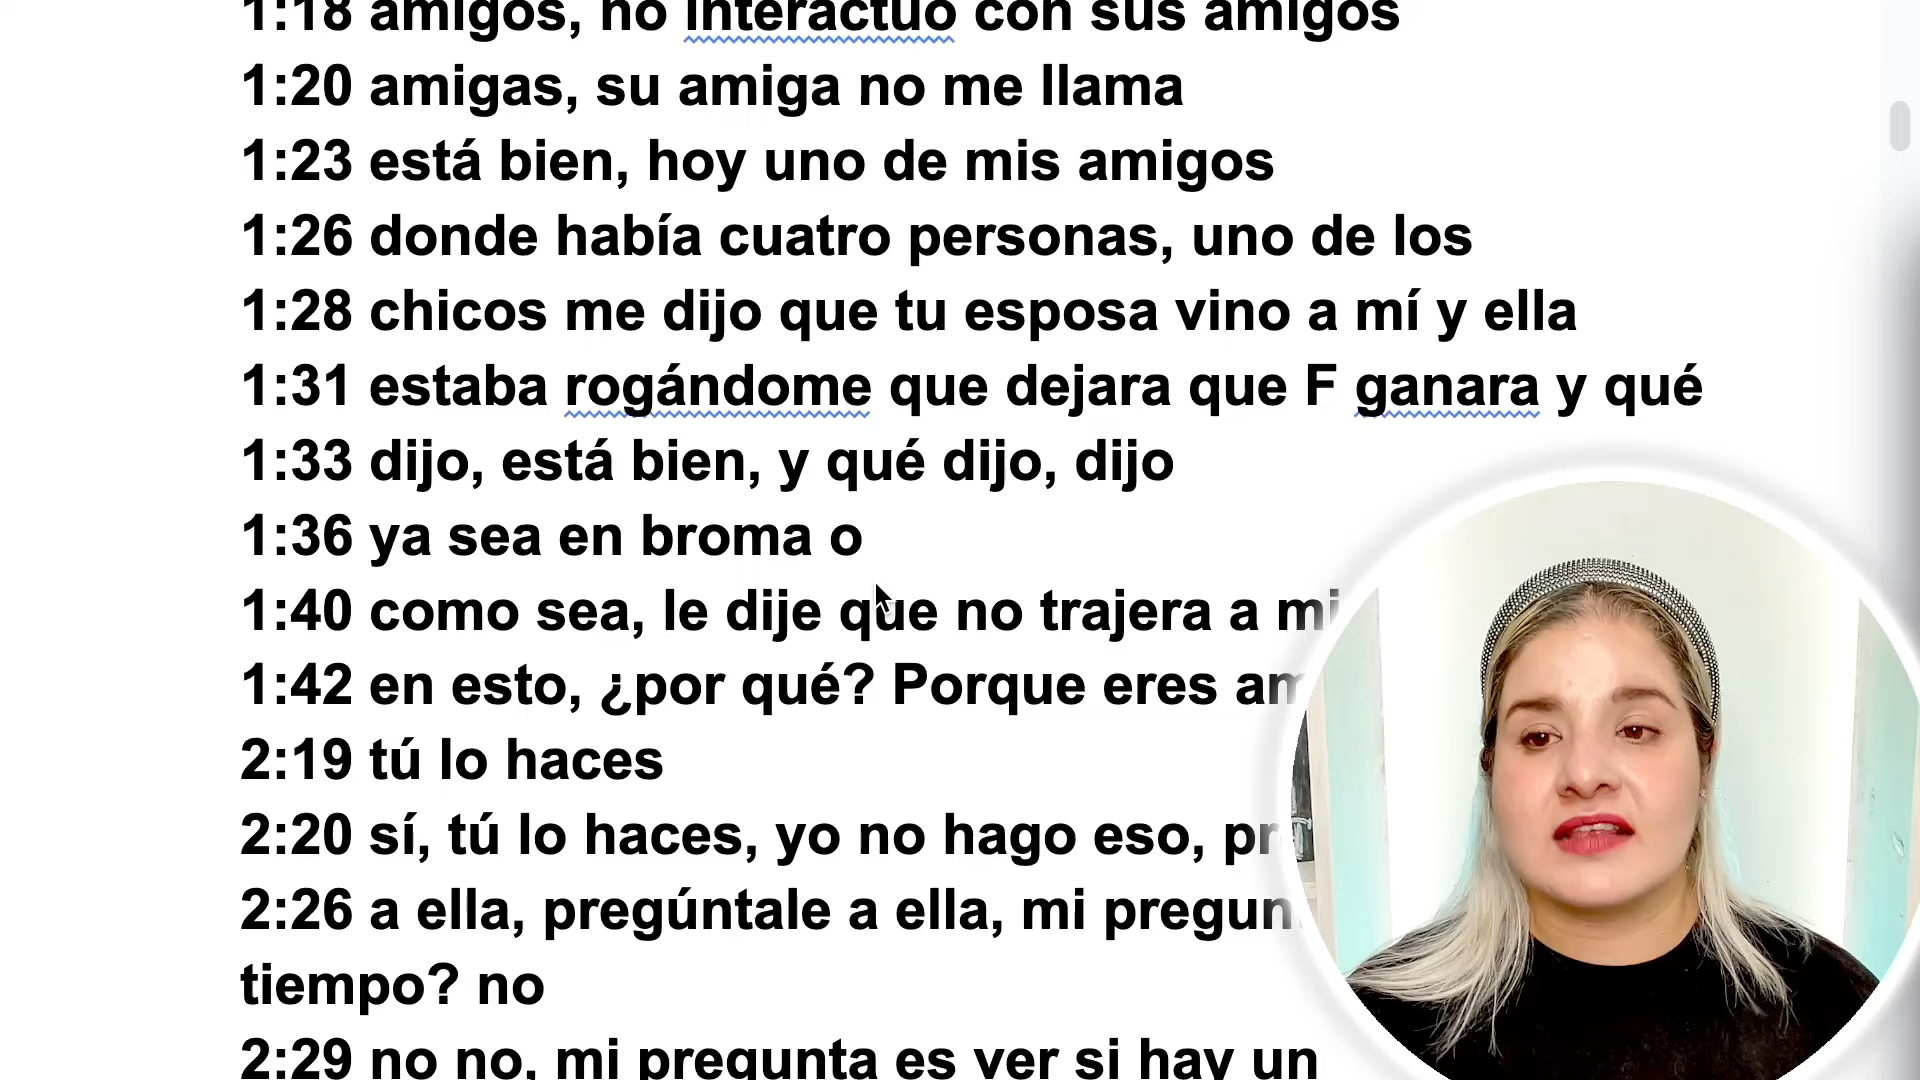 1:18 amigos, no interactúo con sus amigos
1:20 amigas, su amiga no me llama
1:23 está bien, hoy uno de mis amigos
1:26 donde había cuatro personas, uno de los
1:28 chicos me dijo que tu esposa vino a mí y ella
1:31 estaba rogándome que dejara que F ganara y qué
1:33 dijo, está bien, y qué dijo, dijo
1:36 ya sea en broma o
1:40 como sea, le dije que no trajera a mi
1:42 en esto, ¿por qué? Porque eres
2:19 tú lo haces
2:20 sí, tú lo haces, yo no hago eso,
2:26 a ella, pregúntale a ella, mi
tiempo? no
2:29 no no, mi pregunta es ver si hay un